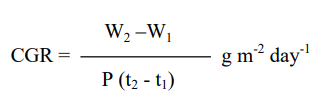 W₂ –W₁
CGR = ―――――― g m⁻² day⁻¹
P (t₂ - t₁)